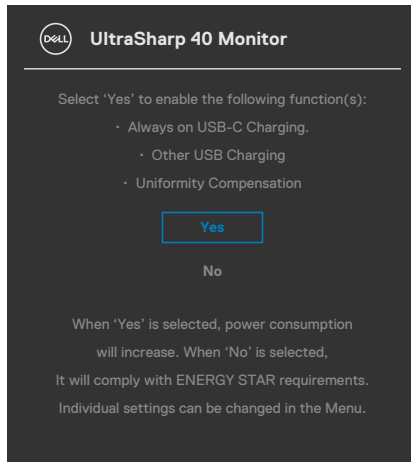 DELL UltraSharp 40 Monitor
Select ‘Yes’ to enable the following function(s):
· Always on USB-C Charging.
· Other USB Charging
· Uniformity Compensation
Yes
No
When ‘Yes’ is selected, power consumption
will increase. When ‘No’ is selected,
It will comply with ENERGY STAR requirements.
Individual settings can be changed in the Menu.